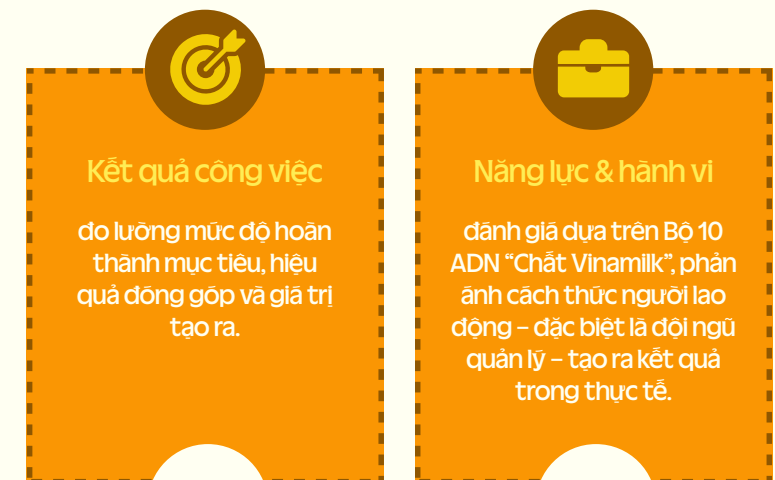 Kết quả công việc
đo lường mức độ hoàn
thành mục tiêu, hiệu
quả đóng góp và giá trị
tạo ra.
Năng lực & hành vi
đánh giá dựa trên Bộ 10
ADN “Chất Vinamilk”, phản
ánh cách thức người lao
động – đặc biệt là đội ngũ
quản lý – tạo ra kết quả
trong thực tế.